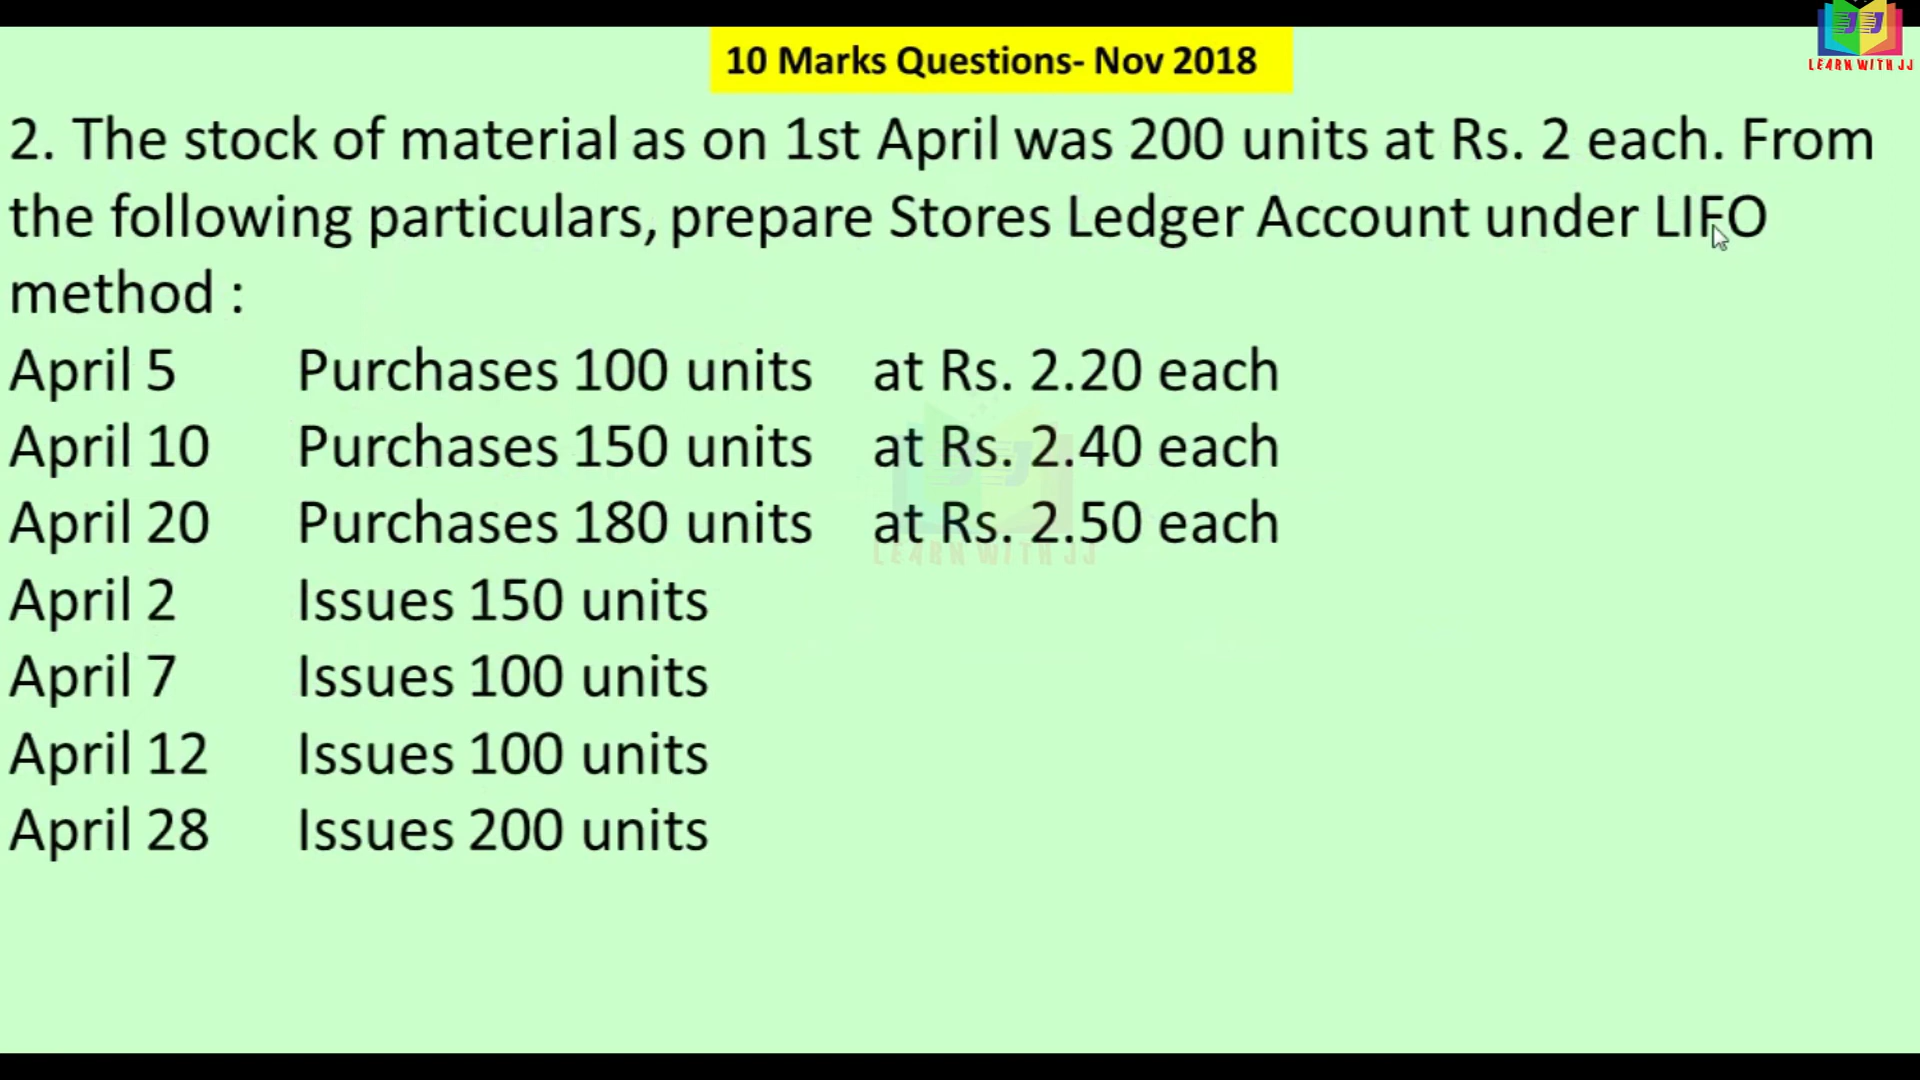 10 Marks Questions- Nov 2018
LEARN WITH JJ
2. The stock of material as on 1st April was 200 units at Rs. 2 each. From
the following particulars, prepare Stores Ledger Account under LIFO
method :
April 5 Purchases 100 units at Rs. 2.20 each
April 10 Purchases 150 units at Rs. 2.40 each
April 20 Purchases 180 units at Rs. 2.50 each
LEARN WITH JJ
April 2 Issues 150 units
April 7 Issues 100 units
April 12 Issues 100 units
April 28 Issues 200 units